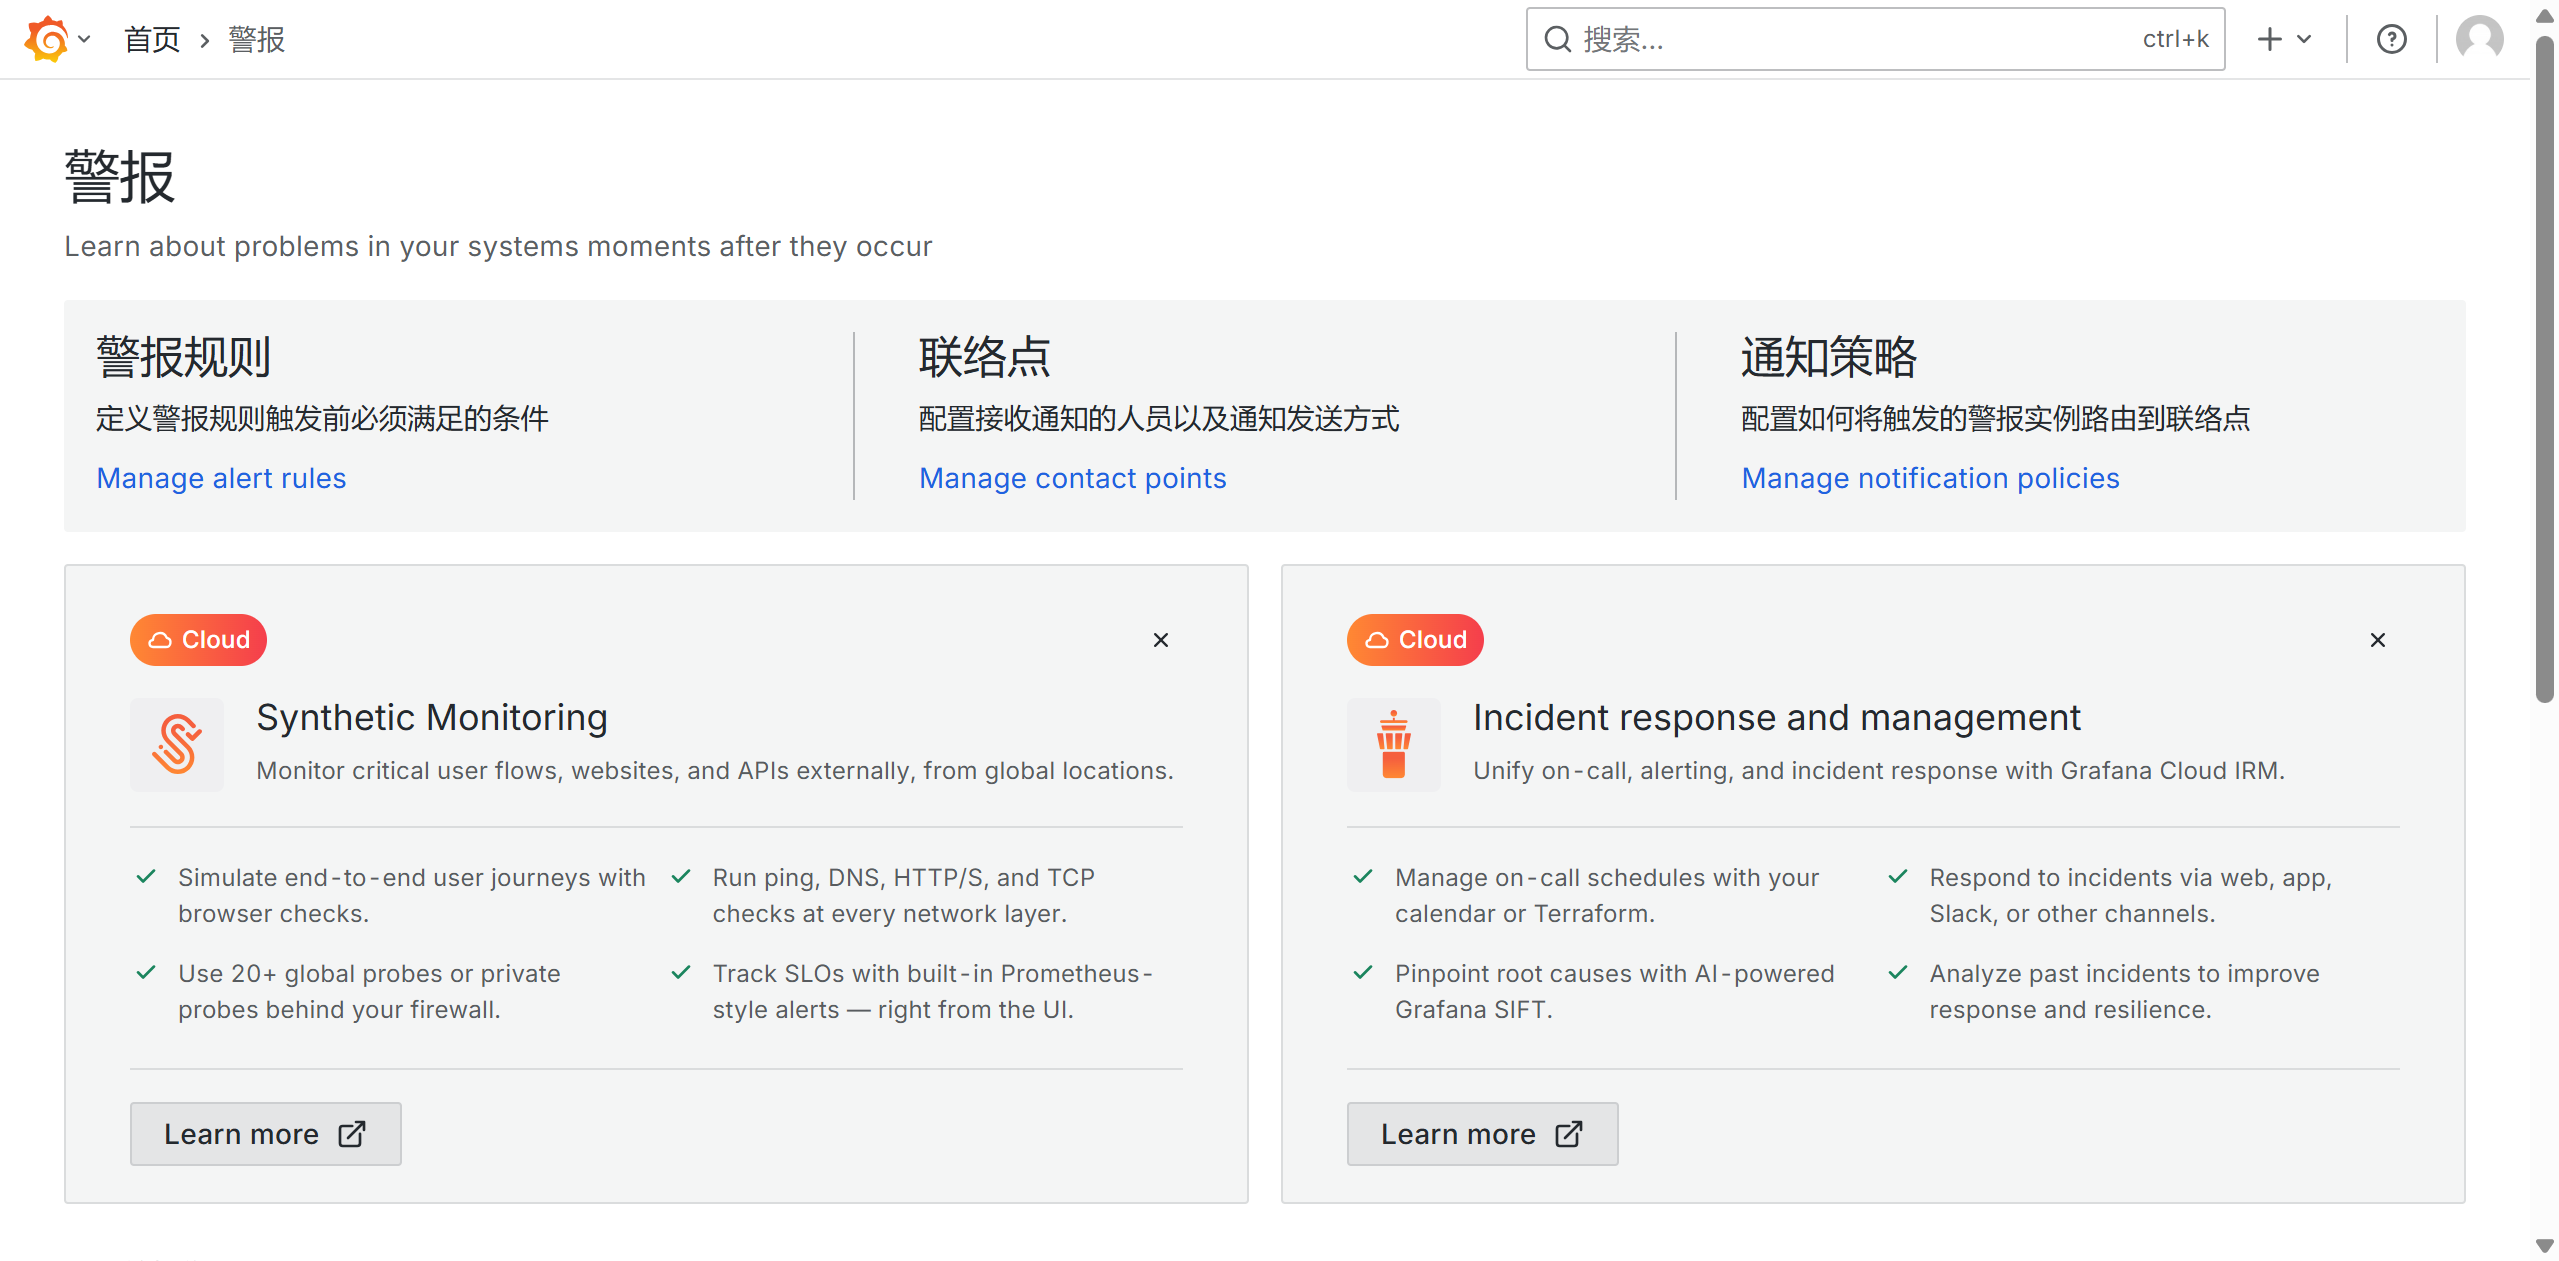 首页 › 警报
搜索...
ctrl+k
警报
Learn about problems in your systems moments after they occur
警报规则
定义警报规则触发前必须满足的条件
Manage alert rules
联络点
配置接收通知的人员以及通知发送方式
Manage contact points
通知策略
配置如何将触发的警报实例路由到联络点
Manage notification policies
Cloud
Synthetic Monitoring
Monitor critical user flows, websites, and APIs externally, from global locations.
Simulate end-to-end user journeys with
browser checks.
Run ping, DNS, HTTP/S, and TCP
checks at every network layer.
Use 20+ global probes or private
probes behind your firewall.
Track SLOs with built-in Prometheus-
style alerts — right from the UI.
Learn more
Cloud
Incident response and management
Unify on-call, alerting, and incident response with Grafana Cloud IRM.
Manage on-call schedules with your
calendar or Terraform.
Respond to incidents via web, app,
Slack, or other channels.
Pinpoint root causes with AI-powered
Grafana SIFT.
Analyze past incidents to improve
response and resilience.
Learn more